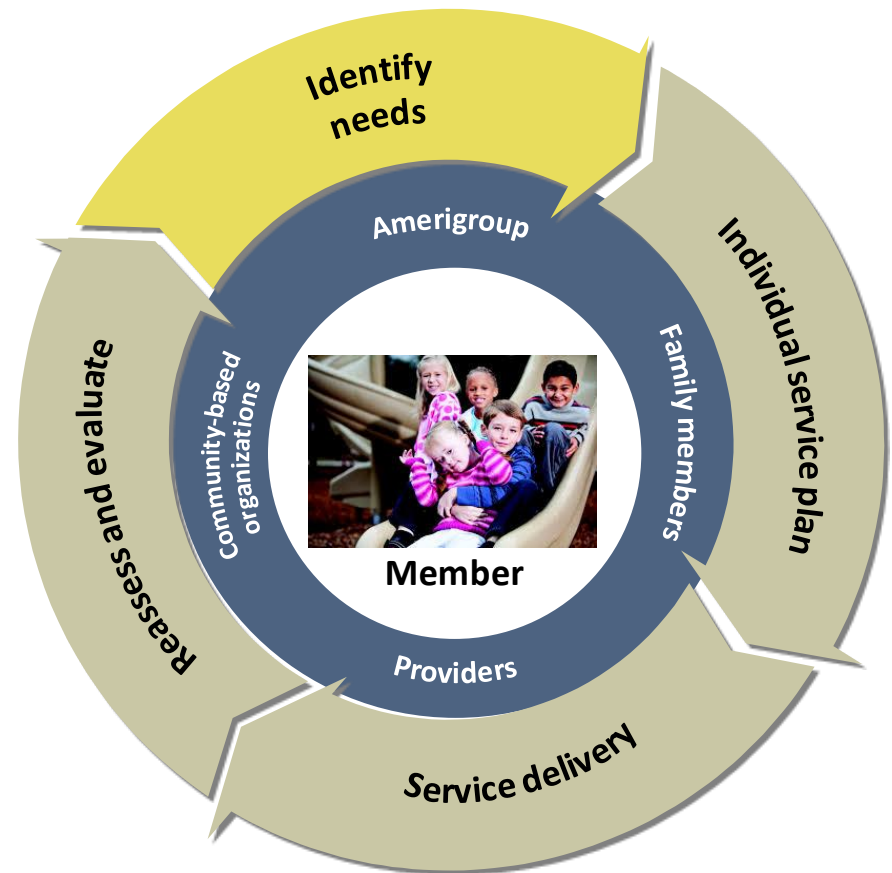 Identify
needs
Individual service plan
Service delivery
Reassess and evaluate
Amerigroup
Family members
Providers
Community-based
organizations
Member